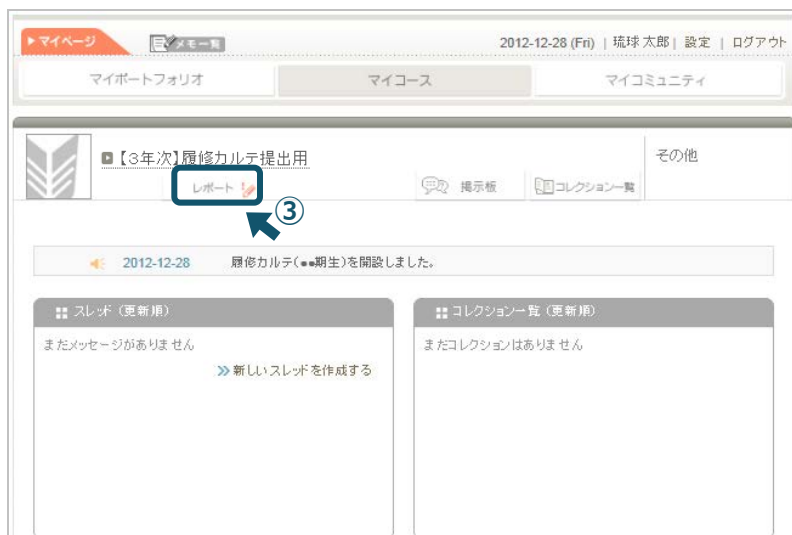 マイページ メモ一覧 2012-12-28 (Fri) | 琉球 太郎 | 設定 | ログアウト
マイポートフォリオ マイコース マイコミュニティ
【3年次】履修カルテ提出用 その他
レポート 掲示板 コレクション一覧
③
2012-12-28 履修カルテ(●●期生)を開設しました。
スレッド (更新順) コレクション一覧 (更新順)
まだメッセージがありません まだコレクションはありません
≫新しいスレッドを作成する